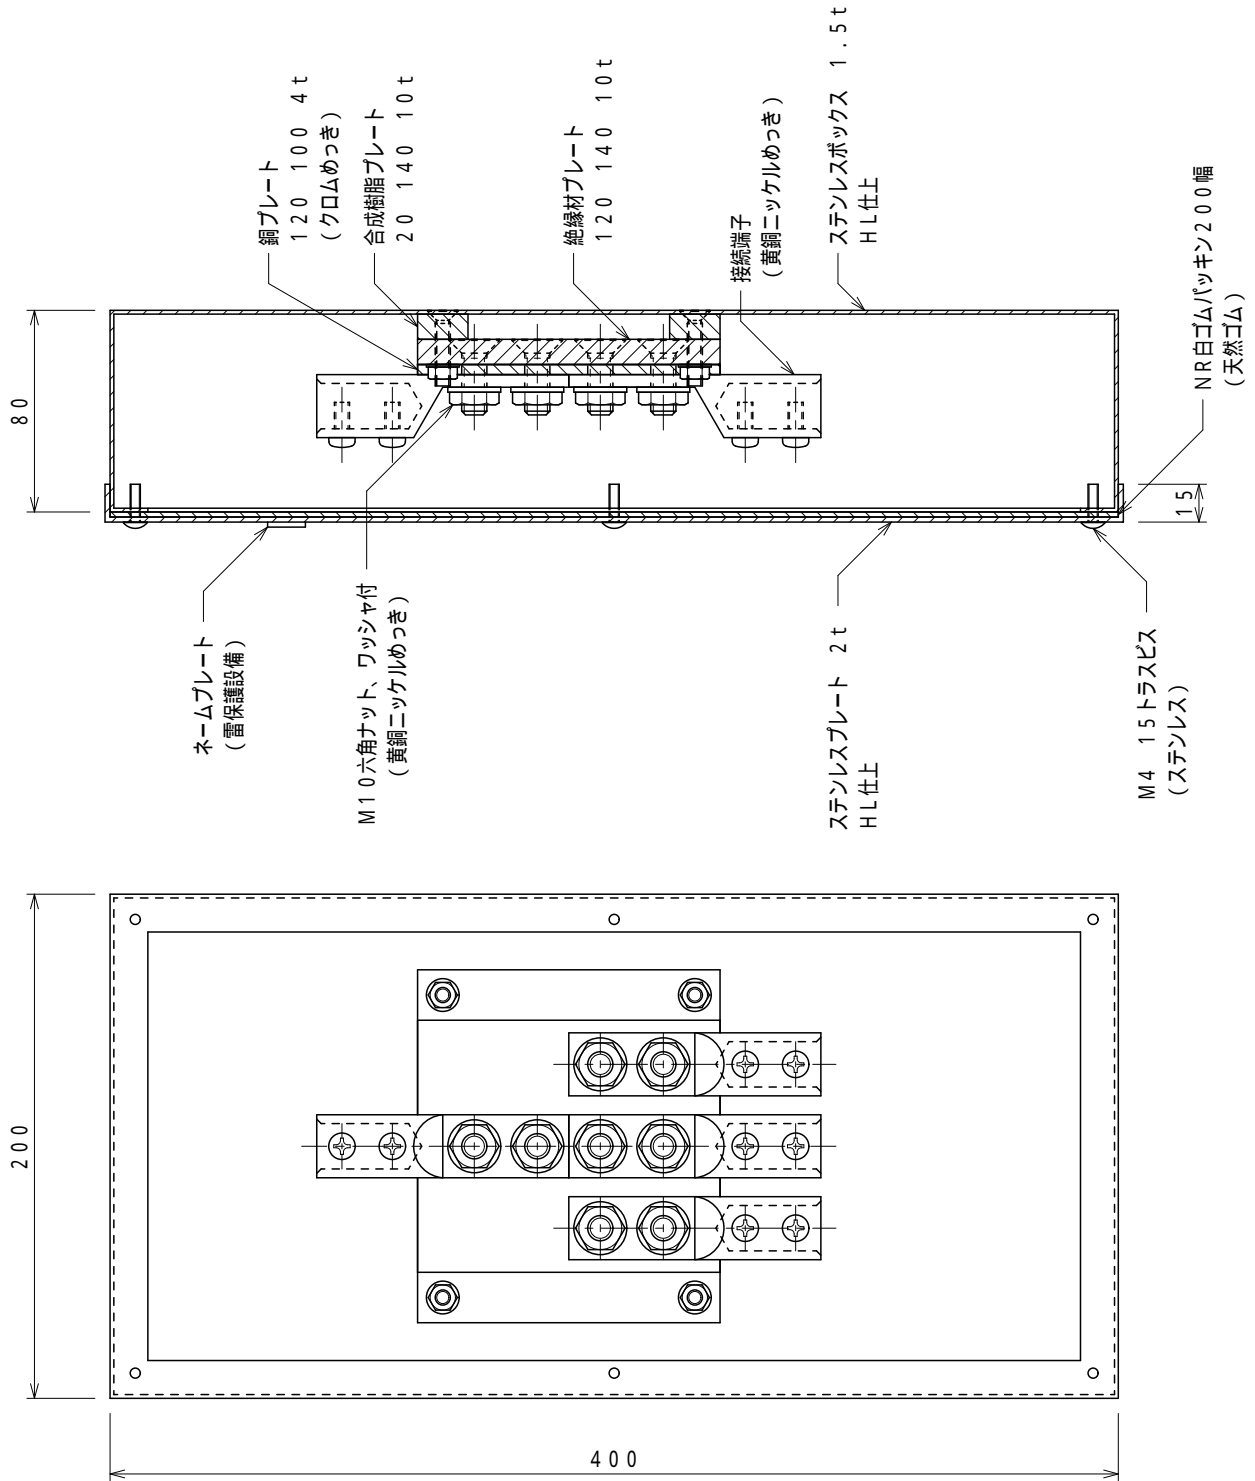 銅プレート
120 100 4t
（クロムめっき）
合成樹脂プレート
20 140 10t
絶縁材プレート
120 140 10t
接続端子
（黄銅ニッケルめっき）
ステンレスボックス 1.5t
HL仕上
NR白ゴムパッキン200幅
（天然ゴム）
80
15
ネームプレート
（雷保護設備）
M10六角ナット、ワッシャ付
（黄銅ニッケルめっき）
ステンレスプレート 2t
HL仕上
M4 15トラスビス
（ステンレス）
200
400